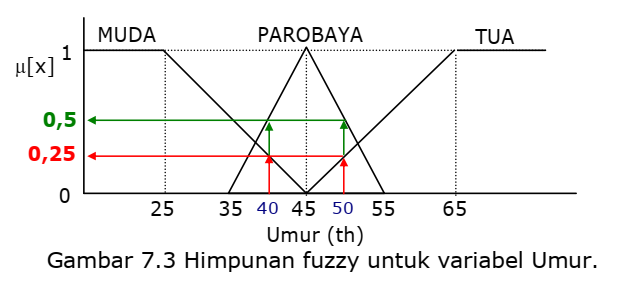 MUDA PAROBAYA TUA
1
μ[x]
0,5
0,25
0
25 35 40 45 50 55 65
Umur (th)
Gambar 7.3 Himpunan fuzzy untuk variabel Umur.